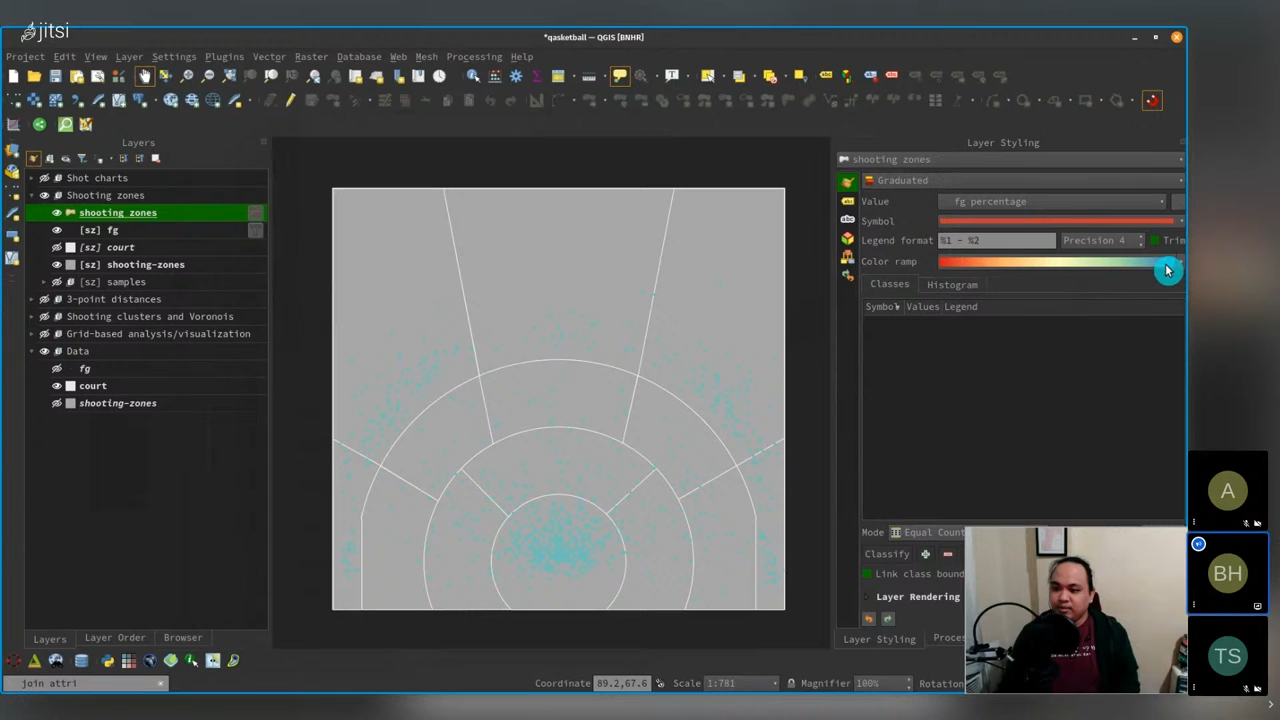 jitsi
*qasketball — QGIS [BNHR]
Project Edit View Layer Settings Plugins Vector Raster Database Web Mesh Processing Help
Layers
Shot charts
Shooting zones
shooting zones
[sz] fg
[sz] court
[sz] shooting-zones
[sz] samples
3-point distances
Shooting clusters and Voronois
Grid-based analysis/visualization
Data
fg
court
shooting-zones
Layers Layer Order Browser
join attri
Layer Styling
shooting zones
Graduated
Value fg percentage
Symbol
Legend format %1 - %2 Precision 4 Trim
Color ramp
Classes Histogram
Symbol Values Legend
Mode Equal Count
Classify
Link class bound
Layer Rendering
Layer Styling Proce
Coordinate 89.2,67.6 Scale 1:781 Magnifier 100% Rotation
A
BH
TS